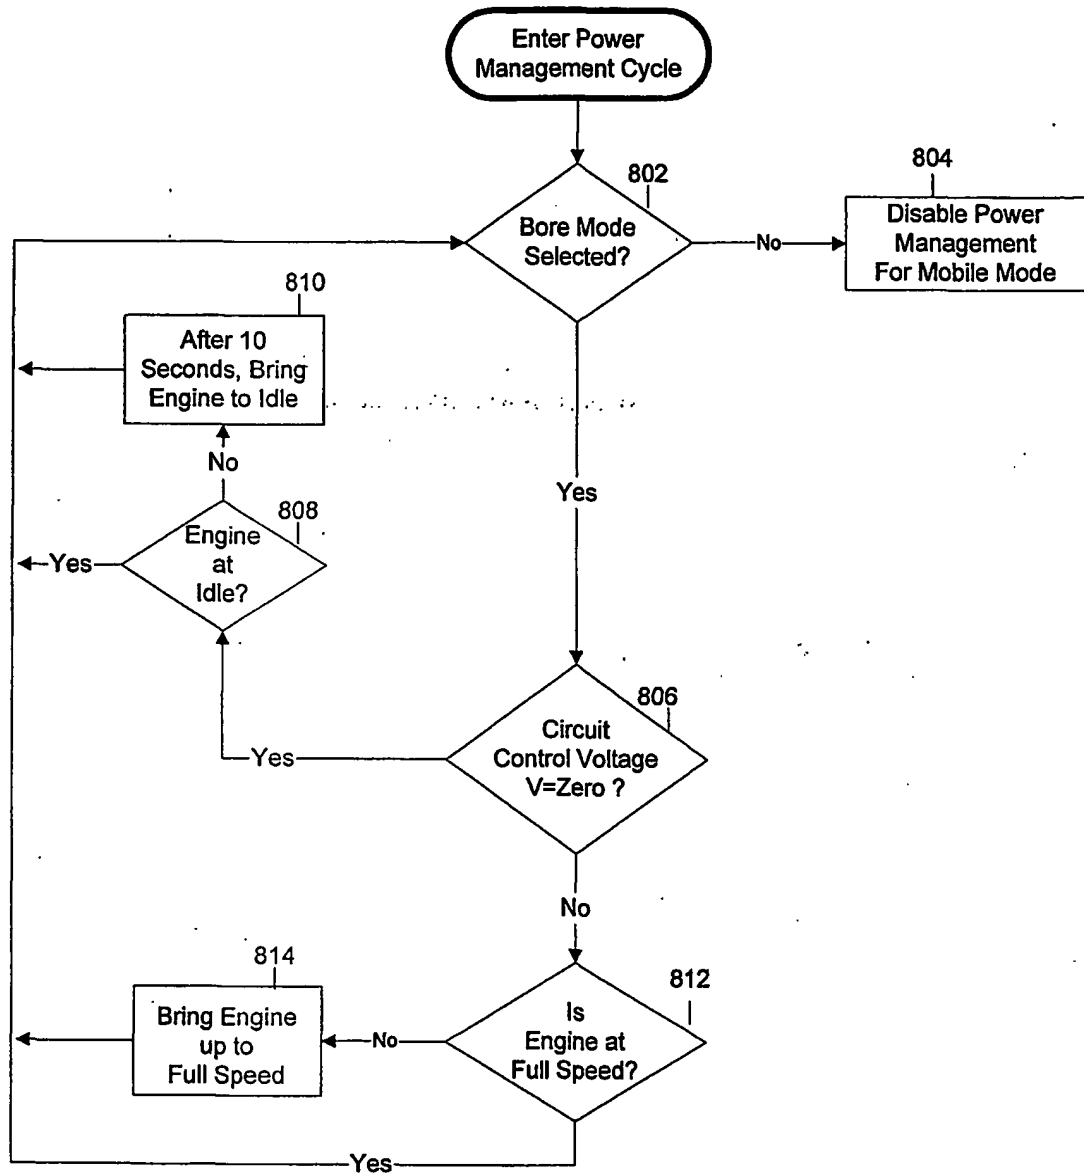 Enter Power
Management Cycle
802
Bore Mode
Selected?
No
804
Disable Power
Management
For Mobile Mode
810
After 10
Seconds, Bring
Engine to Idle
No
808
Engine
at
Idle?
Yes
Yes
806
Circuit
Control Voltage
V=Zero ?
Yes
No
812
Is
Engine at
Full Speed?
No
814
Bring Engine
up to
Full Speed
Yes